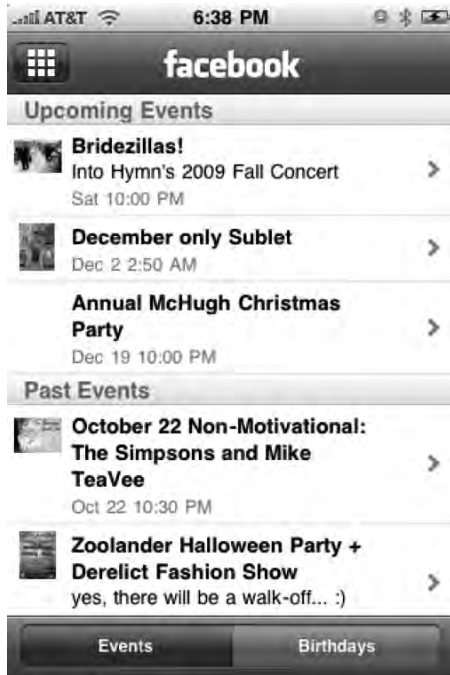 AT&T 6:38 PM
facebook
Upcoming Events
Bridezillas!
Into Hymn's 2009 Fall Concert
Sat 10:00 PM
December only Sublet
Dec 2 2:50 AM
Annual McHugh Christmas
Party
Dec 19 10:00 PM
Past Events
October 22 Non-Motivational:
The Simpsons and Mike
TeaVee
Oct 22 10:30 PM
Zoolander Halloween Party +
Derelict Fashion Show
yes, there will be a walk-off... :)
Events Birthdays